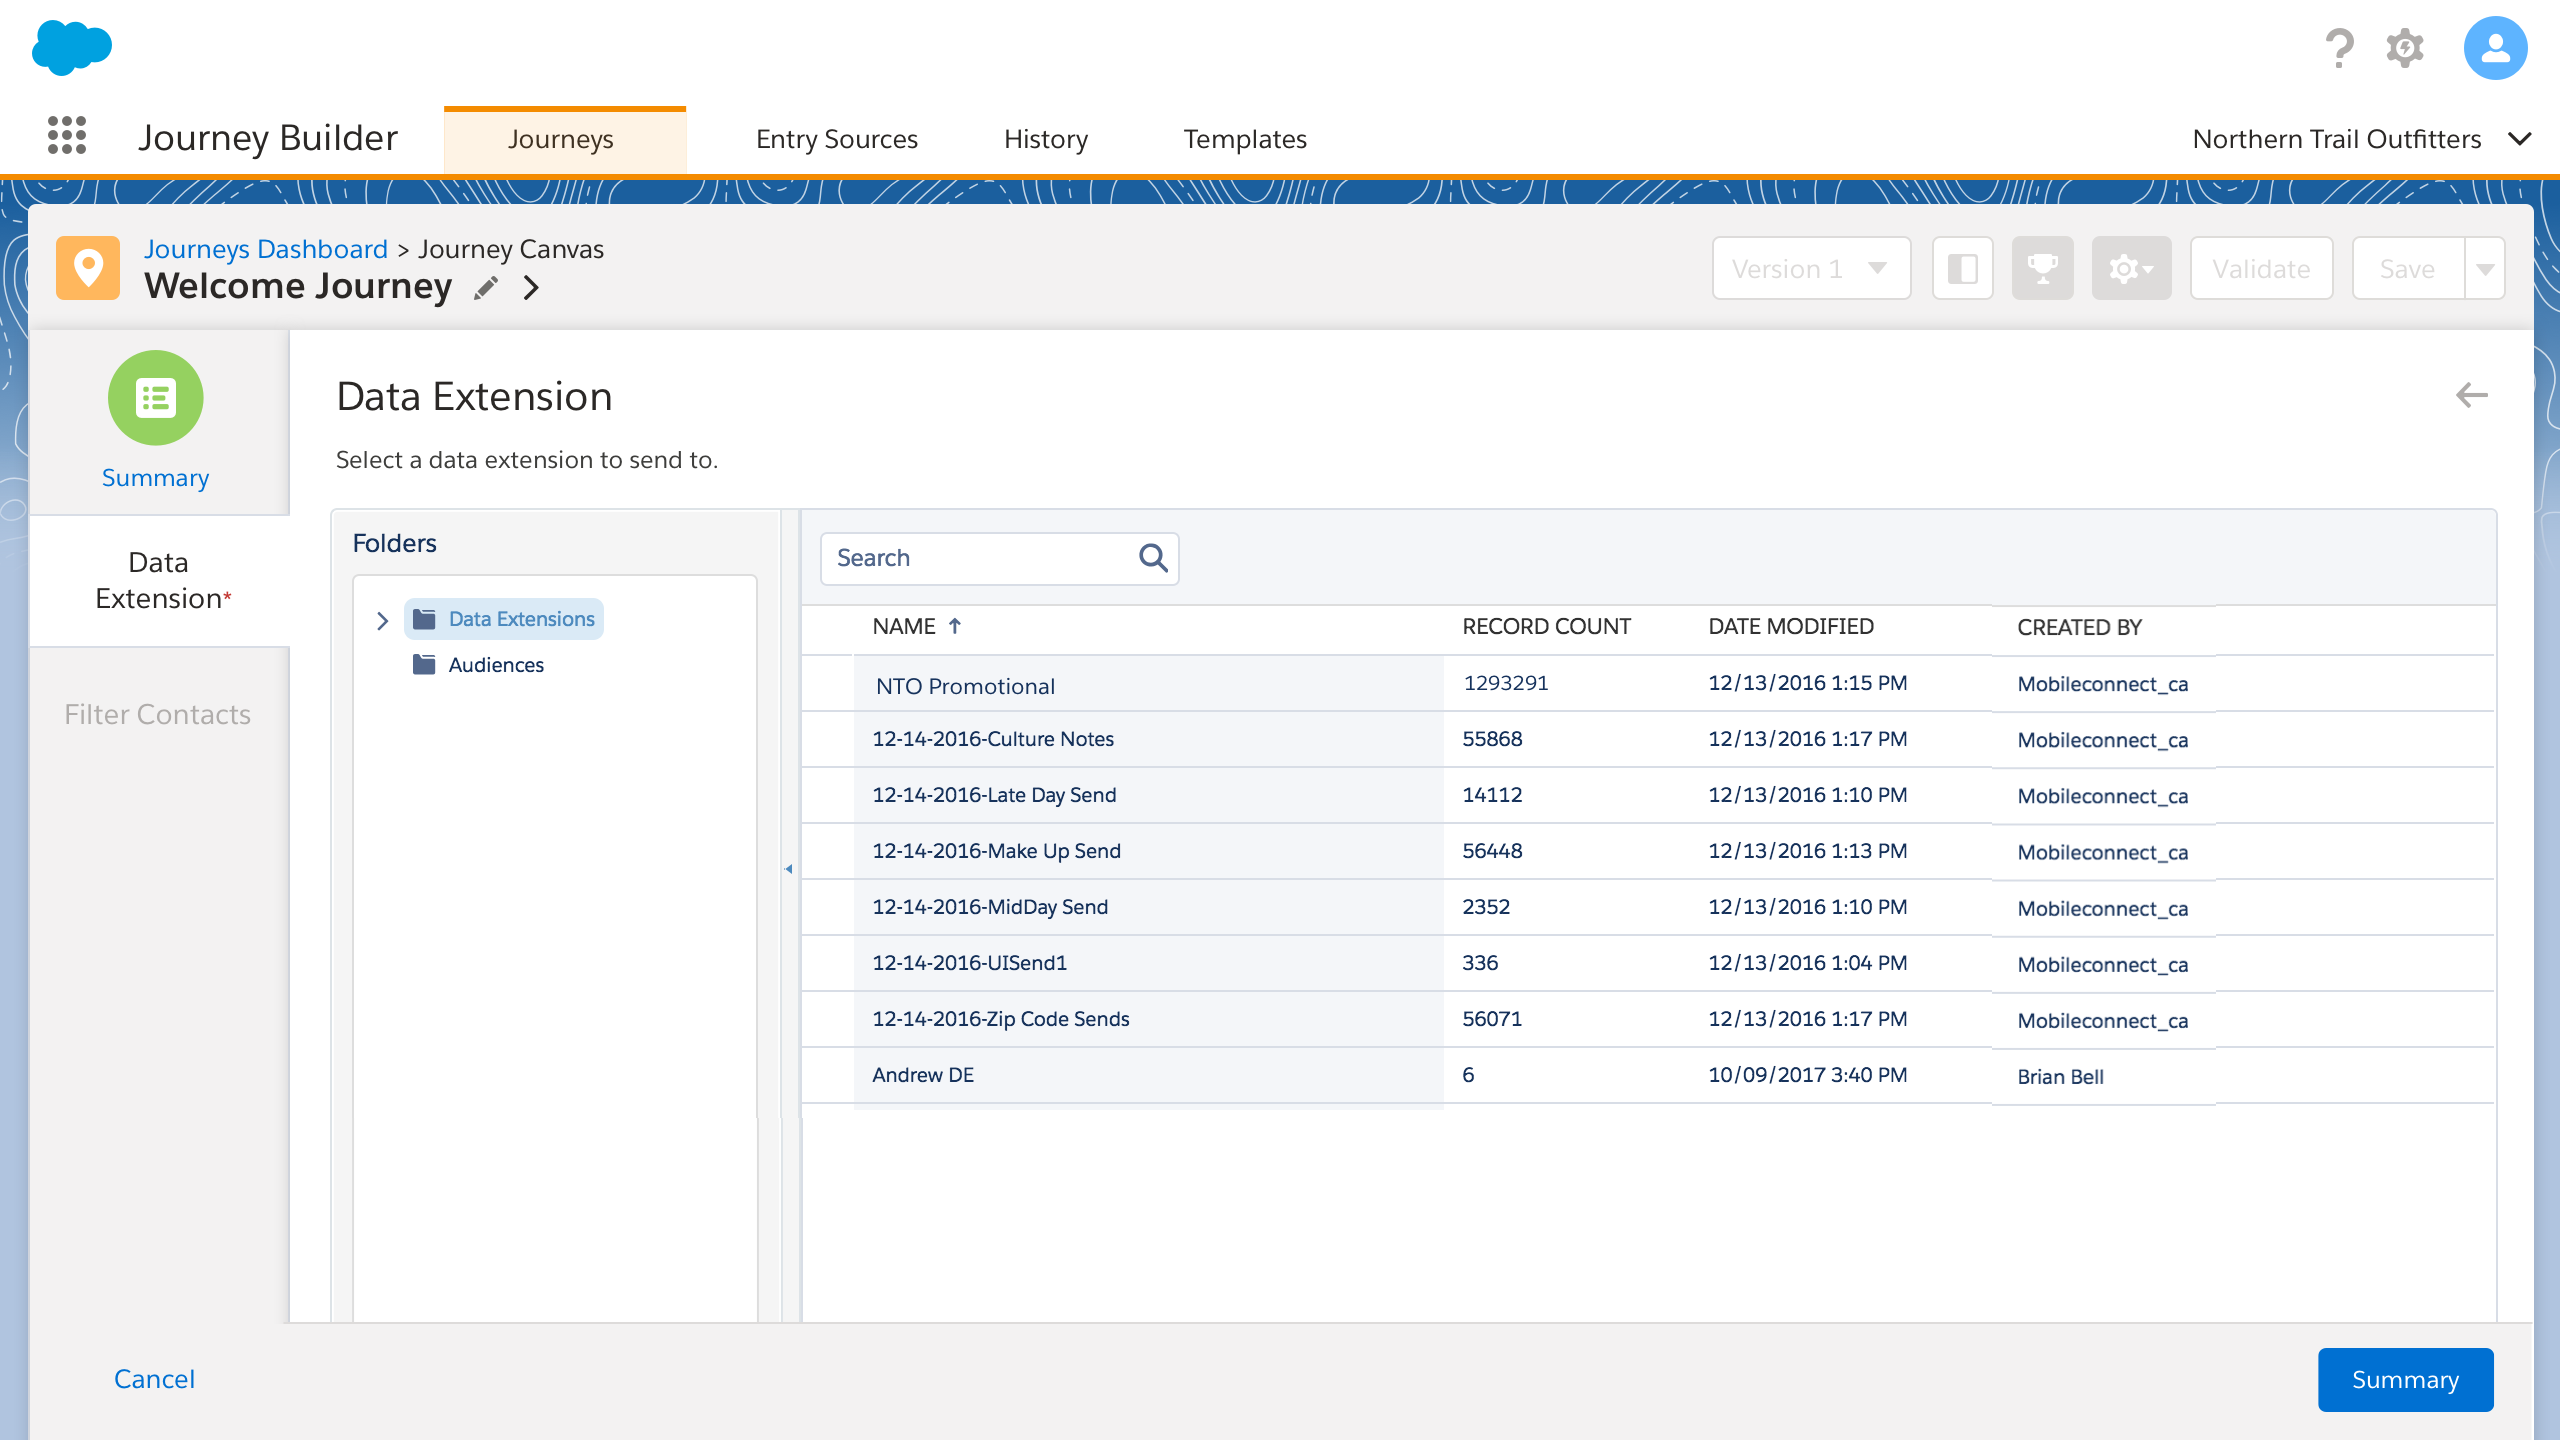 Journey Builder
Journeys
Entry Sources
History
Templates
Northern Trail Outfitters
Journeys Dashboard > Journey Canvas
Welcome Journey
Version 1
Validate
Save
Summary
Data Extension*
Filter Contacts
Data Extension
Select a data extension to send to.
Folders
Data Extensions
Audiences
Search
NAME RECORD COUNT DATE MODIFIED CREATED BY
NTO Promotional 1293291 12/13/2016 1:15 PM Mobileconnect_ca
12-14-2016-Culture Notes 55868 12/13/2016 1:17 PM Mobileconnect_ca
12-14-2016-Late Day Send 14112 12/13/2016 1:10 PM Mobileconnect_ca
12-14-2016-Make Up Send 56448 12/13/2016 1:13 PM Mobileconnect_ca
12-14-2016-MidDay Send 2352 12/13/2016 1:10 PM Mobileconnect_ca
12-14-2016-UISend1 336 12/13/2016 1:04 PM Mobileconnect_ca
12-14-2016-Zip Code Sends 56071 12/13/2016 1:17 PM Mobileconnect_ca
Andrew DE 6 10/09/2017 3:40 PM Brian Bell
Cancel
Summary